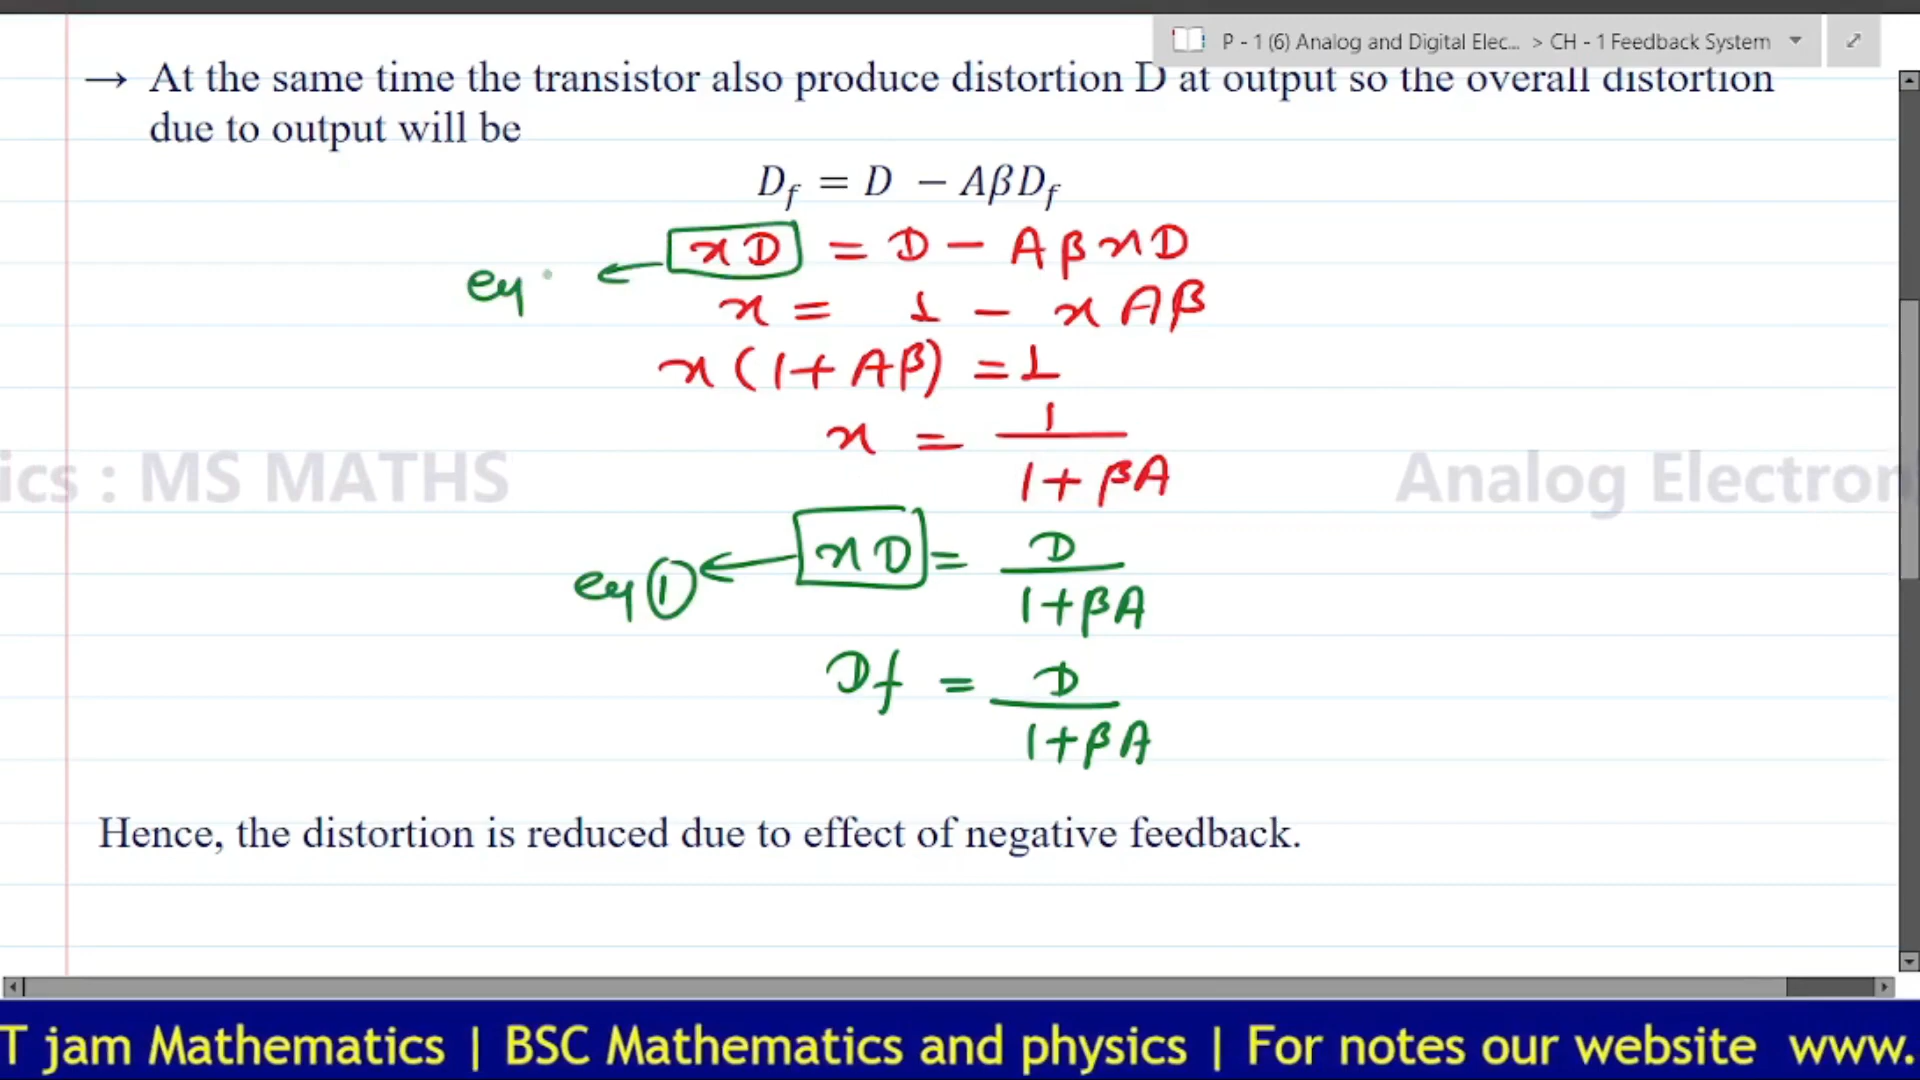 P - 1 (6) Analog and Digital Elec... > CH - 1 Feedback System
→ At the same time the transistor also produce distortion D at output so the overall distortion
due to output will be
D_f = D - AβD_f
xD = D - AβxD
eq
x = 1 - xAβ
x(1+Aβ) = 1
x = 1/(1+βA)
ics : MS MATHS
Analog Electron
eq ① ← xD = D/(1+βA)
Df = D/(1+βA)
Hence, the distortion is reduced due to effect of negative feedback.
T jam Mathematics | BSC Mathematics and physics | For notes our website www.